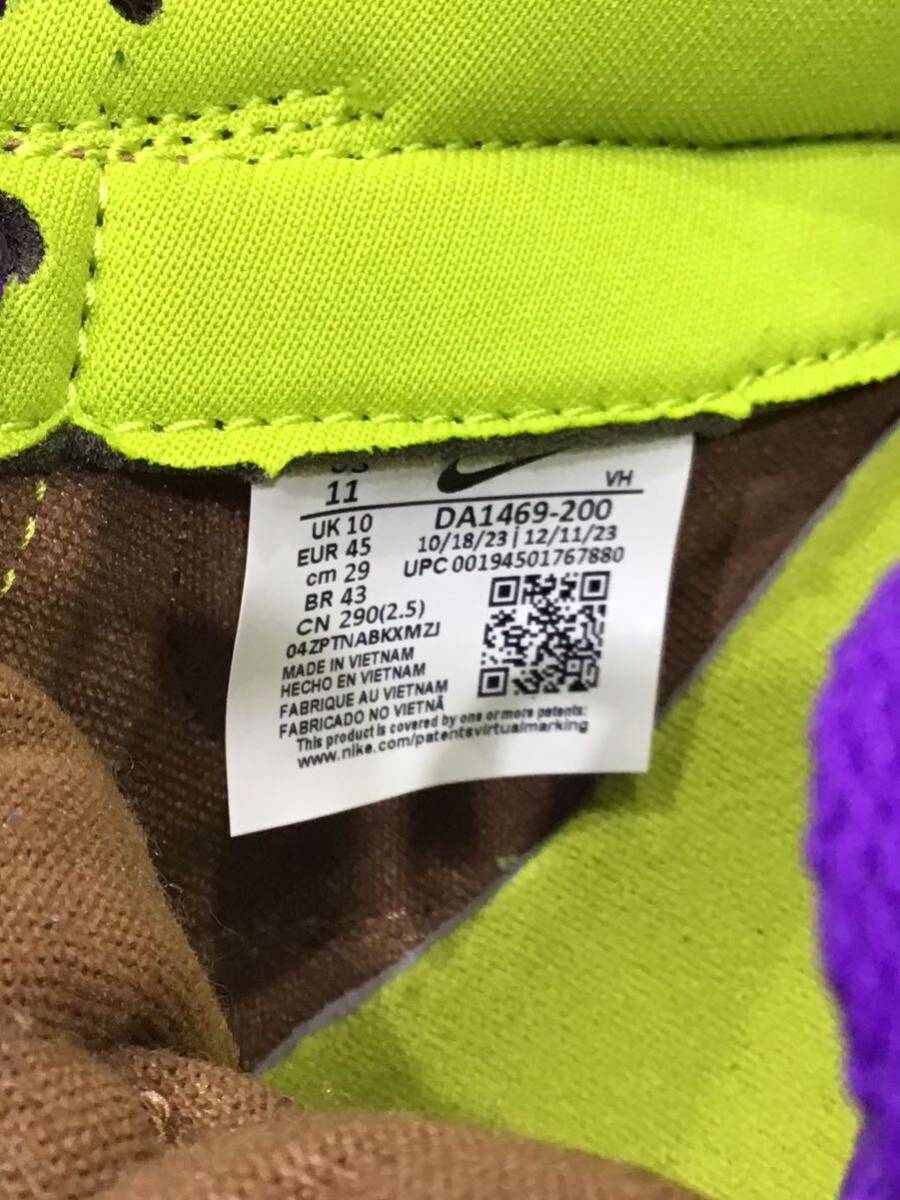 US
11
VH
UK 10
EUR 45
cm 29
BR 43
CN 290(2.5)
04ZPTNABKXMZJ
DA1469-200
10/18/23 | 12/11/23
UPC 00194501767880
MADE IN VIETNAM
HECHO EN VIETNAM
FABRIQUE AU VIETNAM
FABRICADO NO VIETNÃ
This product is covered by one or more patents:
www.nike.com/patentsvirtualmarking